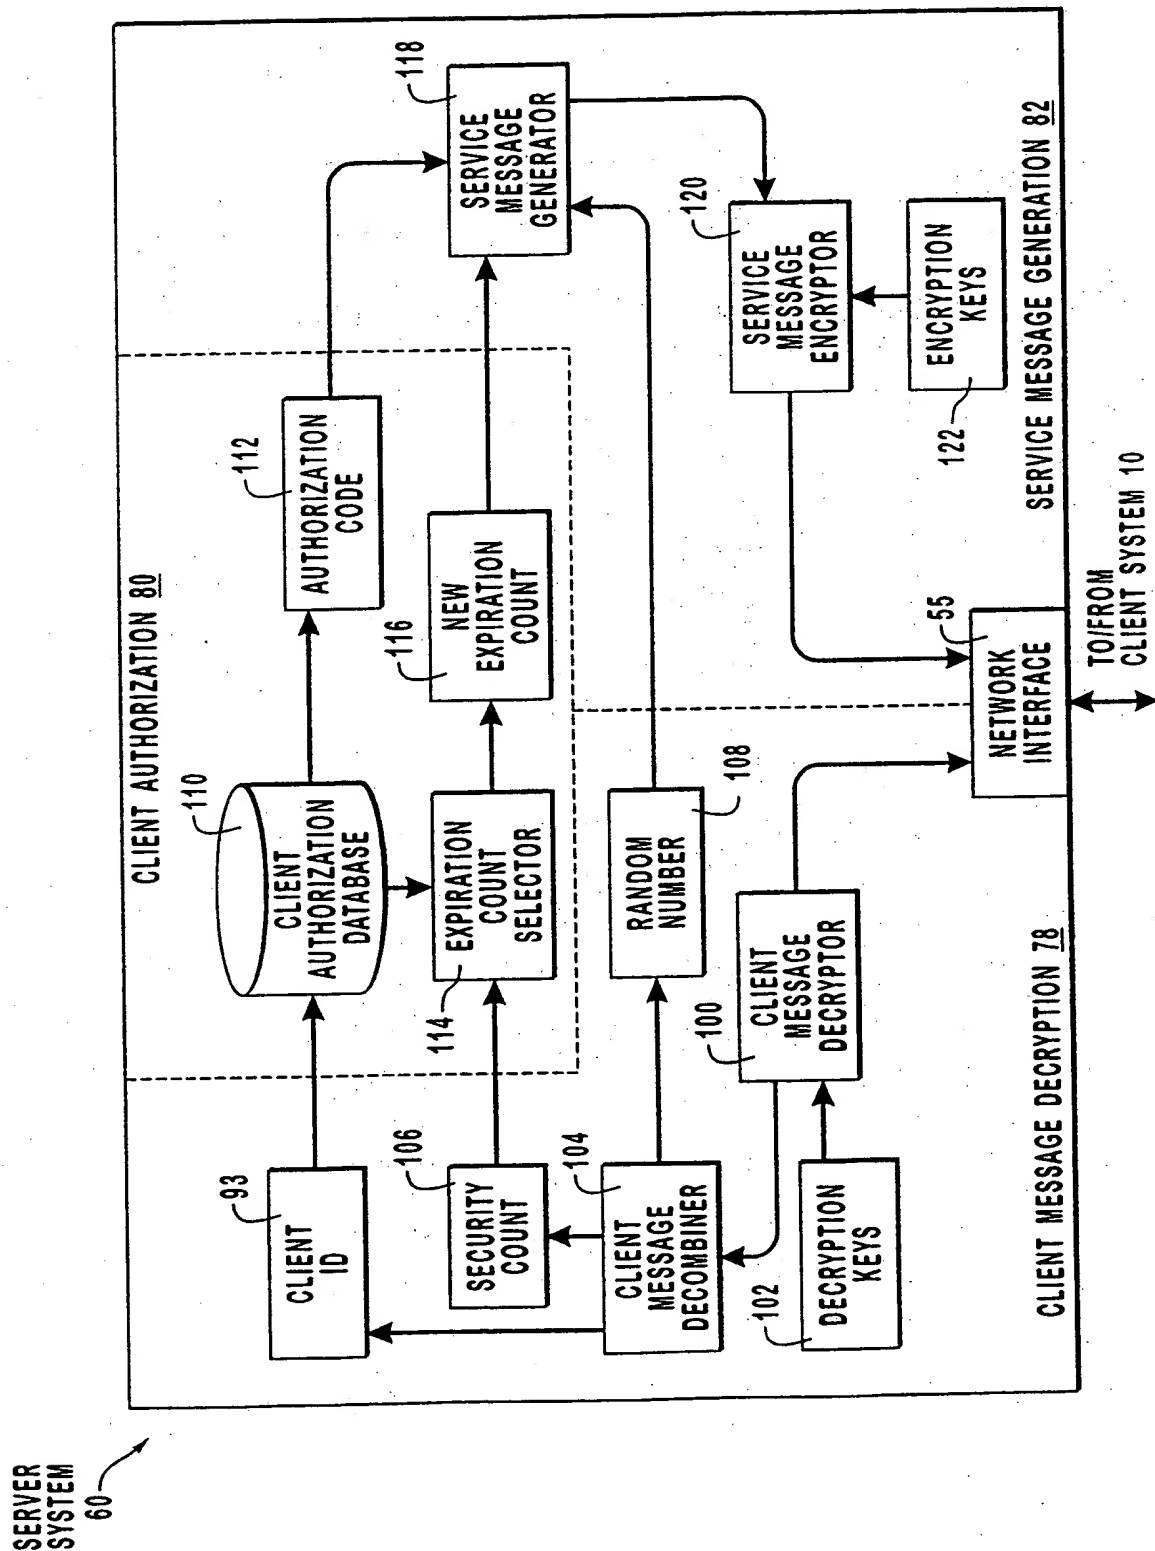 SERVER
SYSTEM
60
CLIENT AUTHORIZATION 80
93
CLIENT
ID
110
CLIENT
AUTHORIZATION
DATABASE
112
AUTHORIZATION
CODE
118
SERVICE
MESSAGE
GENERATOR
106
SECURITY
COUNT
114
EXPIRATION
COUNT
SELECTOR
116
NEW
EXPIRATION
COUNT
104
CLIENT
MESSAGE
DECOMBINER
108
RANDOM
NUMBER
120
SERVICE
MESSAGE
ENCRYPTOR
102
DECRYPTION
KEYS
100
CLIENT
MESSAGE
DECRYPTOR
122
ENCRYPTION
KEYS
55
NETWORK
INTERFACE
CLIENT MESSAGE DECRYPTION 78
SERVICE MESSAGE GENERATION 82
TO/FROM
CLIENT SYSTEM 10